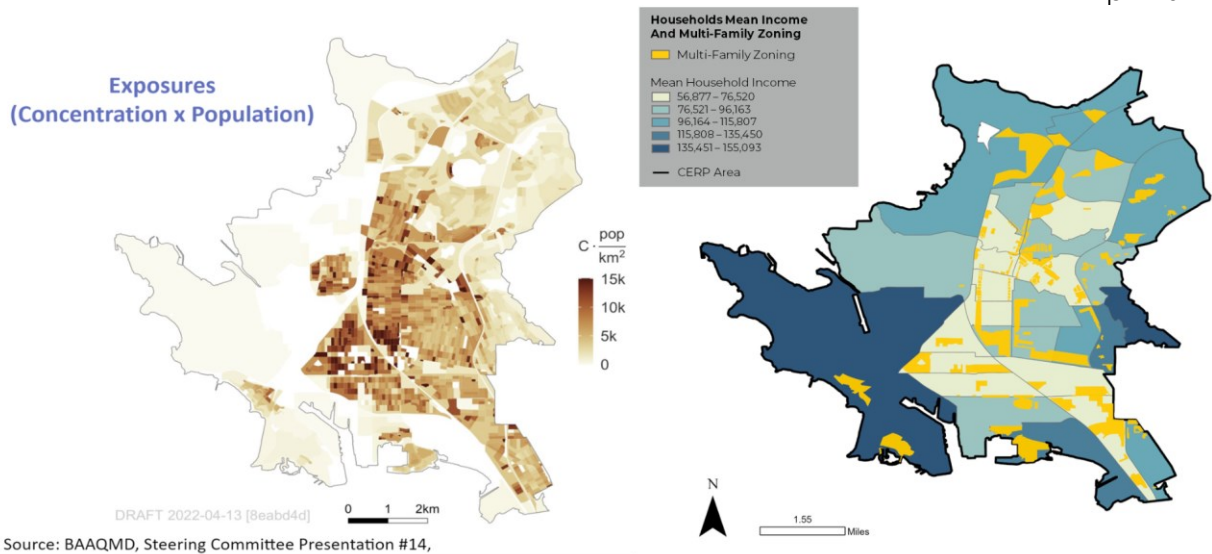 Exposures
(Concentration x Population)
C · pop
km²
15k
10k
5k
0
DRAFT 2022-04-13 [8eabd4d]
0 1 2km
Source: BAAQMD, Steering Committee Presentation #14,
Households Mean Income
And Multi-Family Zoning
Multi-Family Zoning
Mean Household Income
56,877 – 76,520
76,521 – 96,163
96,164 – 115,807
115,808 – 135,450
135,451 – 155,093
CERP Area
N
1.55
Miles